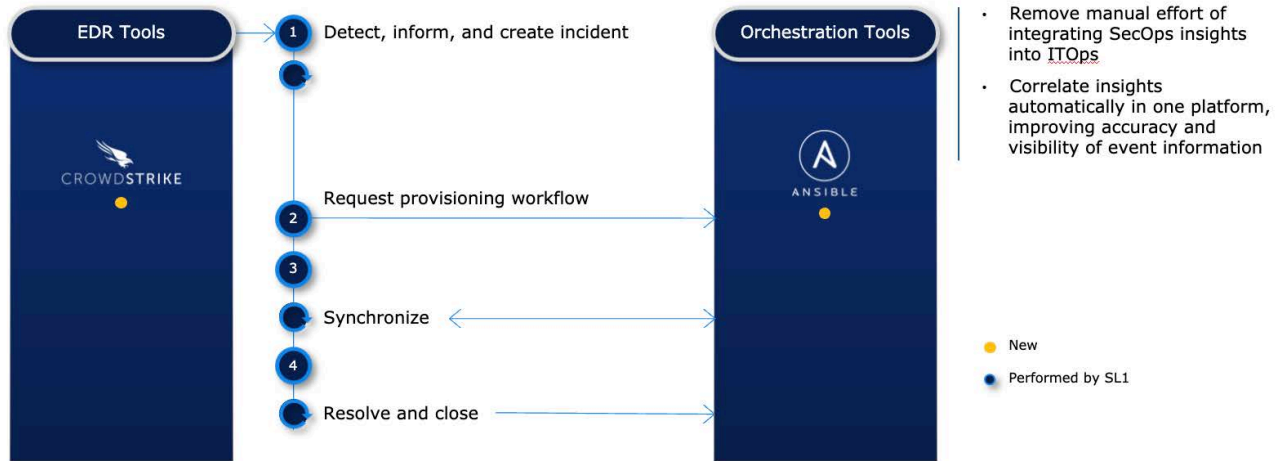 EDR Tools
CROWDSTRIKE
1
Detect, inform, and create incident
2
Request provisioning workflow
3
Synchronize
4
Resolve and close
Orchestration Tools
A
ANSIBLE
• Remove manual effort of
integrating SecOps insights
into ITOps
• Correlate insights
automatically in one platform,
improving accuracy and
visibility of event information
New
Performed by SL1